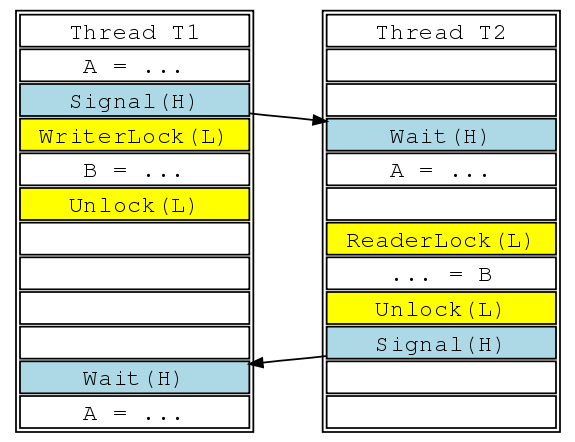 Thread T1
A = ...
Signal(H)
WriterLock(L)
B = ...
Unlock(L)
Wait(H)
A = ...
Thread T2
Wait(H)
A = ...
ReaderLock(L)
... = B
Unlock(L)
Signal(H)